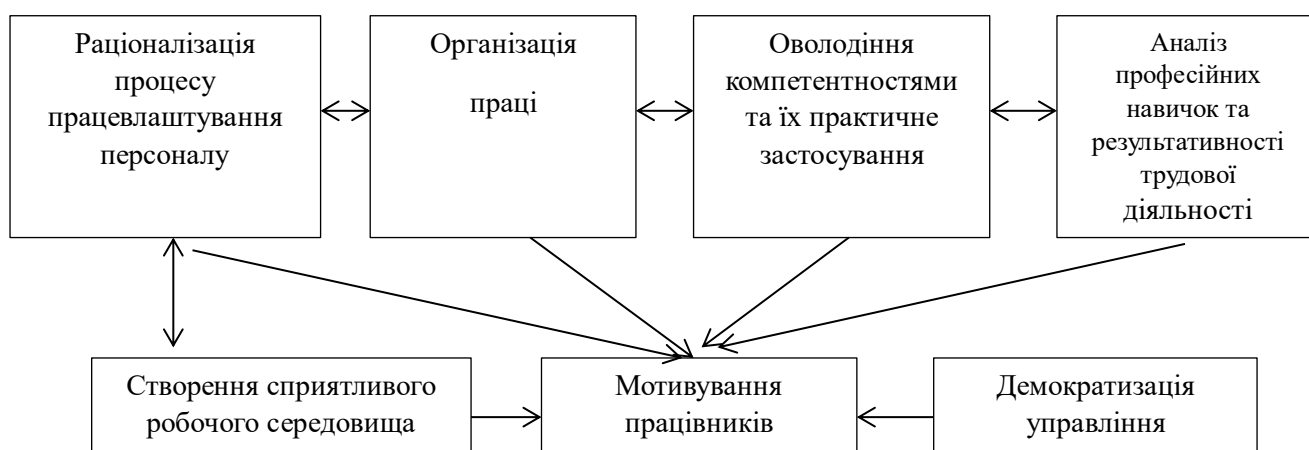 Раціоналізація
процесу
працевлаштування
персоналу
Організація
праці
Оволодіння
компетентностями
та їх практичне
застосування
Аналіз
професійних
навичок та
результативності
трудової
діяльності
Створення сприятливого
робочого середовища
Мотивування
працівників
Демократизація
управління